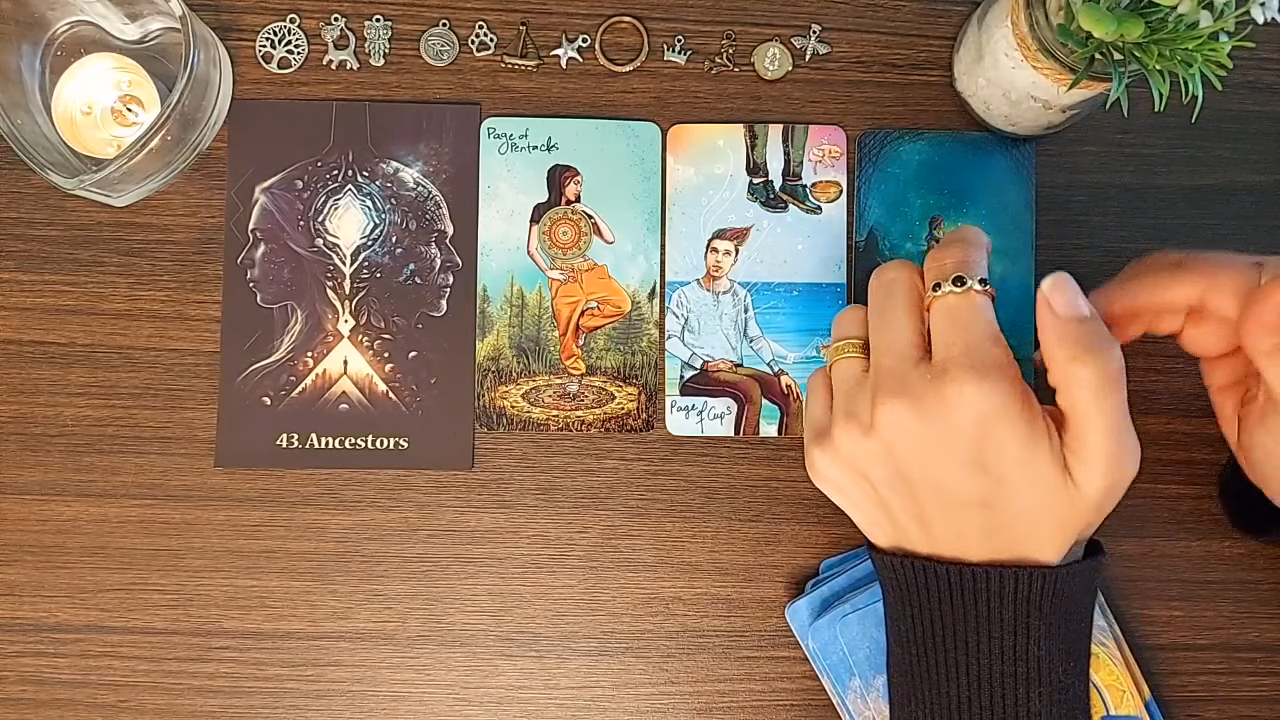 43. Ancestors
Page of
Pentacles
Page of Cups